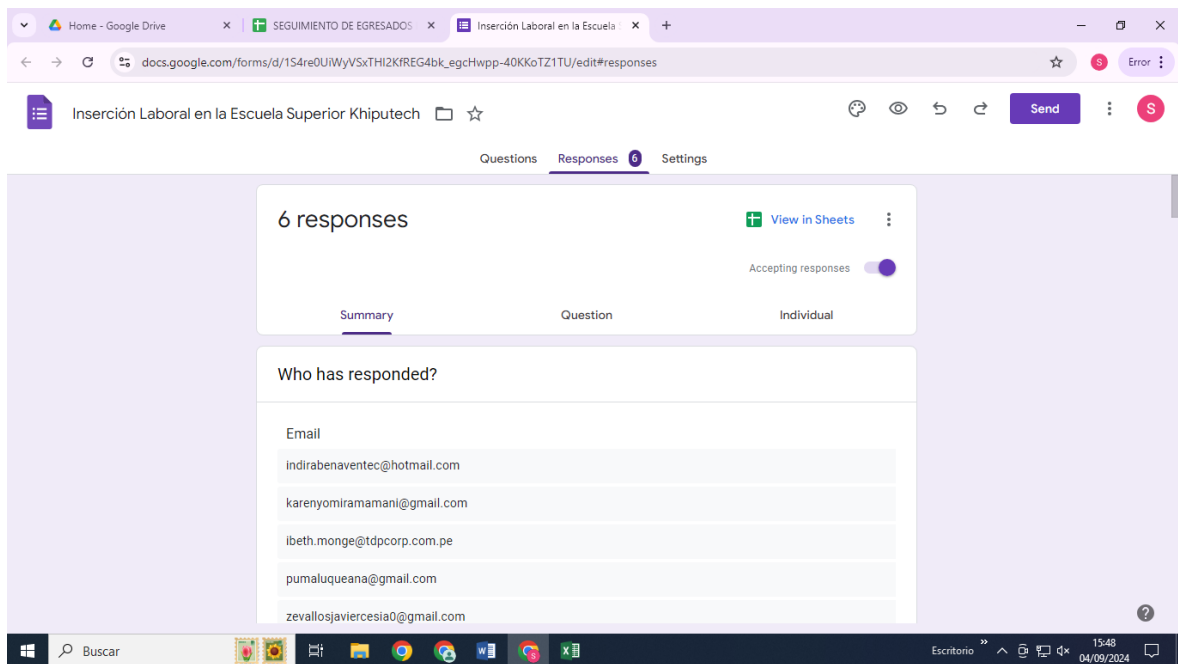 Home - Google Drive
SEGUIMIENTO DE EGRESADOS
Inserción Laboral en la Escuela
docs.google.com/forms/d/1S4re0UiWyVSxTHI2KfREG4bk_egcHwpp-40KKoTZ1TU/edit#responses
S
Error
Inserción Laboral en la Escuela Superior Khiputech
Send
S
Questions Responses 6 Settings
6 responses
View in Sheets
Accepting responses
Summary Question Individual
Who has responded?
Email
indirabenaventec@hotmail.com
karenyomiramamani@gmail.com
ibeth.monge@tdpcorp.com.pe
pumaluqueana@gmail.com
zevallosjaviercesia0@gmail.com
Buscar
Escritorio
15:48
04/09/2024